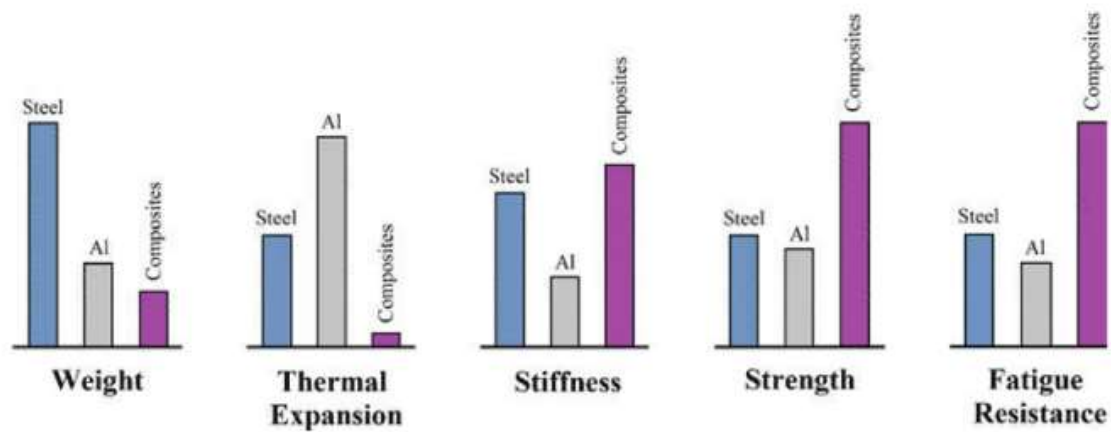 Steel
Al
Composites
Weight
Steel
Al
Composites
Thermal
Expansion
Steel
Al
Composites
Stiffness
Steel
Al
Composites
Strength
Steel
Al
Composites
Fatigue
Resistance